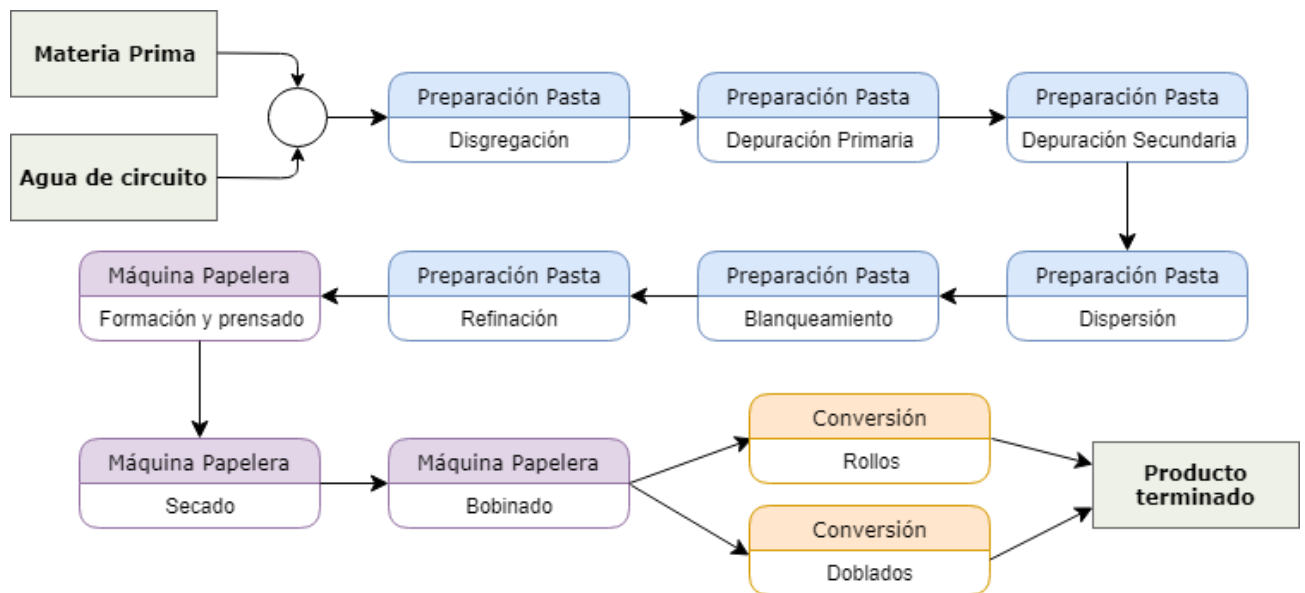 Materia Prima
Agua de circuito
Preparación Pasta
Disgregación
Preparación Pasta
Depuración Primaria
Preparación Pasta
Depuración Secundaria
Preparación Pasta
Dispersión
Preparación Pasta
Blanqueamiento
Preparación Pasta
Refinación
Máquina Papelera
Formación y prensado
Máquina Papelera
Secado
Máquina Papelera
Bobinado
Conversión
Rollos
Conversión
Doblados
Producto
terminado